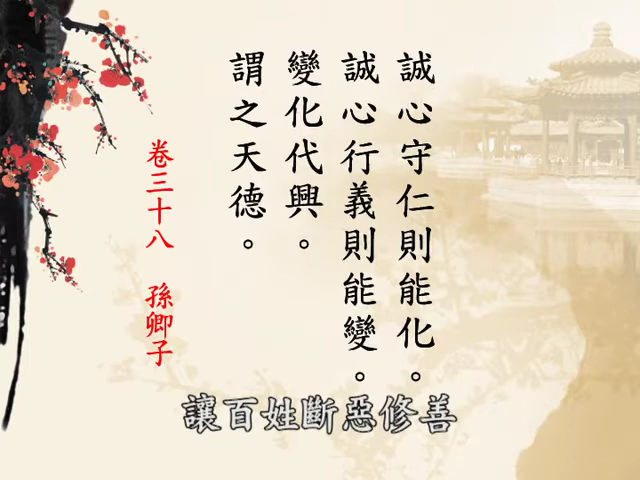 誠心守仁則能化。
誠心行義則能變。
變化代興。
謂之天德。
卷三十八 孫卿子
讓百姓斷惡修善